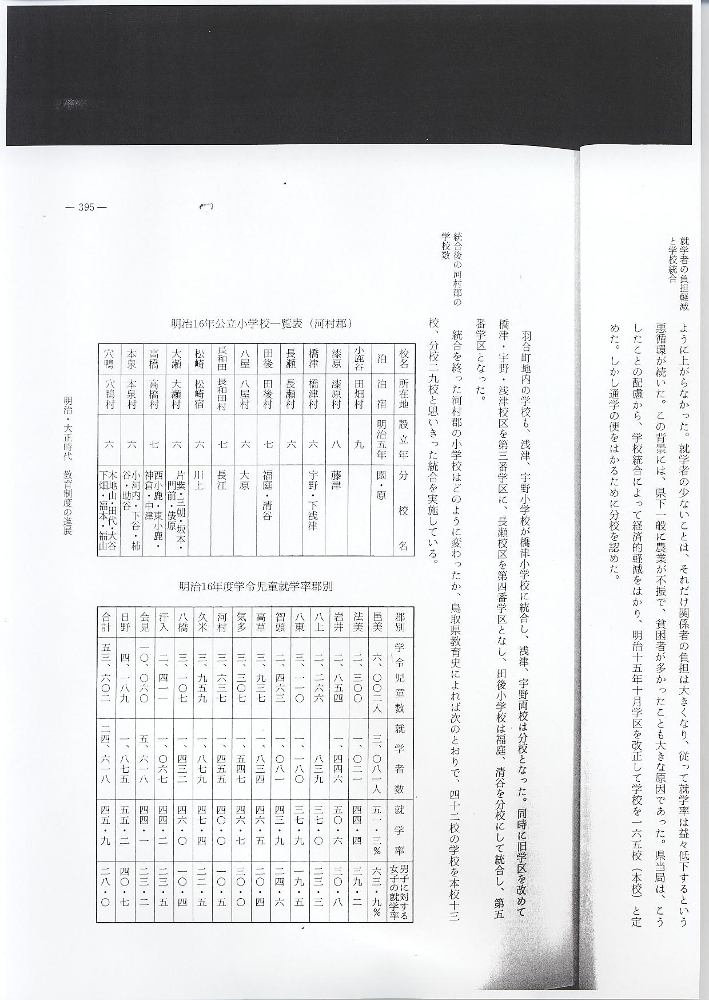 就学者の負担軽減
と学校統合
ように上がらなかった。就学者の少ないことは、それだけ関係者の負担は大きくなり、従って就学率は益々低下するという
悪循環が続いた。この背景には、県下一般に農業が不振で、貧困者が多かったことも大きな原因であった。県当局は、こう
したことの配慮から、学校統合によって経済的軽減をはかり、明治十五年十月学区を改正して学校を一六五校（本校）と定
めた。しかし通学の便をはかるために分校を認めた。
羽合町地内の学校も、浅津、宇野小学校が橋津小学校に統合し、浅津、宇野両校は分校となった。同時に旧学区を改めて
橋津・宇野・浅津校区を第三番学区に、長瀬校区を第四番学区となし、田後小学校は福庭、清谷を分校にして統合し、第五
番学区となった。
統合後の河村郡の
学校数
統合を終った河村郡の小学校はどのように変わったか、鳥取県教育史によれば次のとおりで、四十二校の学校を本校十三
校、分校二九校と思いきった統合を実施している。
明治16年公立小学校一覧表（河村郡）
校名 所在地 設立年 分校名
泊 泊宿 明治五年 園・原
小鹿谷 田畑村 九
漆原 漆原村 八 藤津
橋津 橋津村 六 宇野・下浅津
長瀬 長瀬村 六
田後 田後村 七 福庭・清谷
八屋 八屋村 六 大原
長和田 長和田村 七 長江
松崎 松崎宿 六 川上
大瀬 大瀬村 六 片柴・三朝・坂本・
門前・俵原
高橋 高橋村 七 西小鹿・東小鹿・
神倉・中津
本泉 本泉村 六 小河内・下谷・柿
谷・助谷
穴鴨 穴鴨村 六 木地山・田代・大谷
下畑・福本・福山
明治16年度学令児童就学率郡別
郡別 学令児童数 就学者数 就学率 男子に対する
女子の就学率
邑美 六、〇〇二人 三、〇八一人 五一・三% 六三・九%
法美 二、三〇〇 一、〇二一 四四・四 三九・二
岩井 二、八五四 一、四四六 五〇・六 三〇・八
八上 二、二六六 八三九 三七・〇 二三・三
八東 三、一一〇 一、一八〇 三七・九 一九・五
智頭 二、四六三 一、〇八一 四三・九 二四・六
高草 三、九三七 一、八三四 四六・五 二〇・四
気多 三、三〇七 一、五四七 四六・七 三〇・〇
河村 三、六三七 一、四五五 四〇・〇 一〇・五
久米 三、九五九 一、八七九 四七・四 二二・五
八橋 三、一〇七 一、四三二 四六・〇 一〇・四
汗入 二、四一一 一、〇六七 四四・二 二三・五
会見 一〇、〇六〇 五、六一八 四四・一 二三・二
日野 四、一八九 一、八七五 五五・二 四〇・七
合計 五三、六〇二 二四、六一八 四五・九 二八・〇
明治・大正時代 教育制度の進展
— 395 —